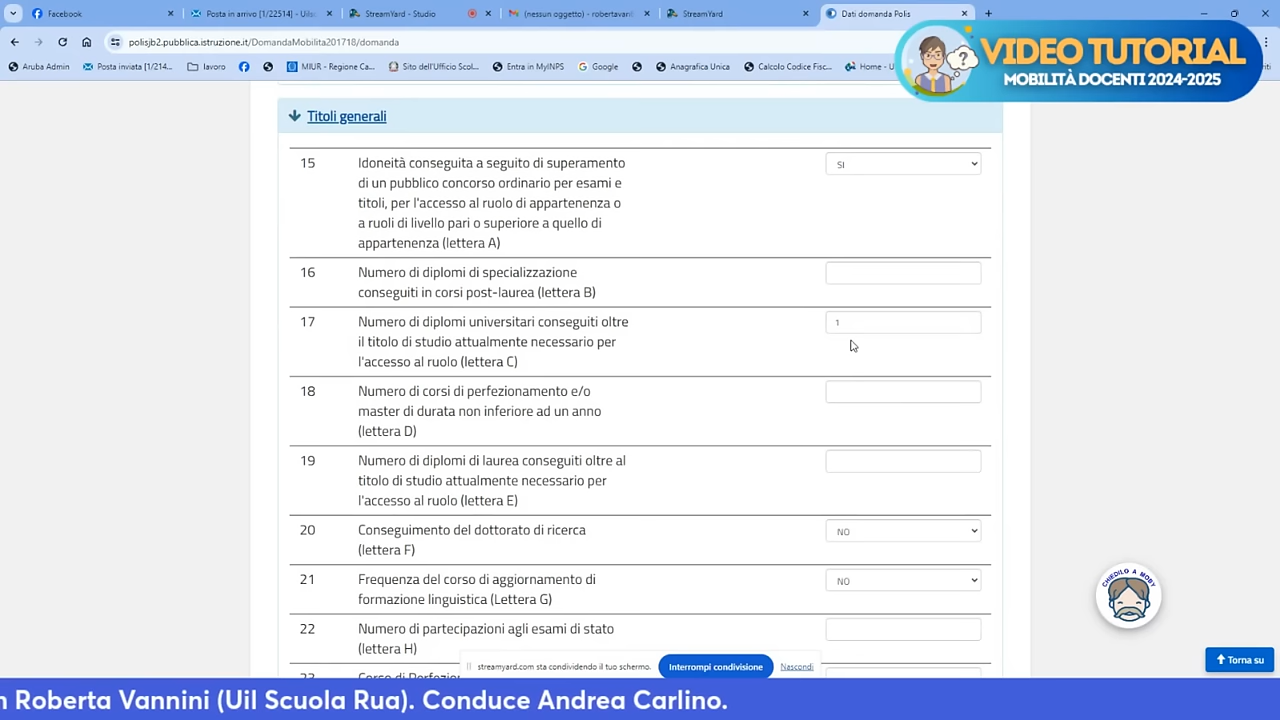 Facebook
Posta in arrivo [1/22514] - Uils
StreamYard - Studio
(nessun oggetto) - robertavari
StreamYard
Dati domanda Polis
polisjb2.pubblica.istruzione.it/DomandaMobilita201718/domanda
Aruba Admin
Posta inviata [1/214...
lavoro
MIUR - Regione Ca...
Sito dell'Ufficio Scol...
Entra in MyINPS
Google
Anagrafica Unica
Calcolo Codice Fisc...
Home - U
VIDEO TUTORIAL
MOBILITÀ DOCENTI 2024-2025
Titoli generali
15 Idoneità conseguita a seguito di superamento SI
di un pubblico concorso ordinario per esami e
titoli, per l'accesso al ruolo di appartenenza o
a ruoli di livello pari o superiore a quello di
appartenenza (lettera A)
16 Numero di diplomi di specializzazione
conseguiti in corsi post-laurea (lettera B)
17 Numero di diplomi universitari conseguiti oltre 1
il titolo di studio attualmente necessario per
l'accesso al ruolo (lettera C)
18 Numero di corsi di perfezionamento e/o
master di durata non inferiore ad un anno
(lettera D)
19 Numero di diplomi di laurea conseguiti oltre al
titolo di studio attualmente necessario per
l'accesso al ruolo (lettera E)
20 Conseguimento del dottorato di ricerca NO
(lettera F)
21 Frequenza del corso di aggiornamento di NO
formazione linguistica (Lettera G)
22 Numero di partecipazioni agli esami di stato
(lettera H)
CHIEDILO A MOBY
streamyard.com sta condividendo il tuo schermo.
Interrompi condivisione
Nascondi
Torna su
n Roberta Vannini (Uil Scuola Rua). Conduce Andrea Carlino.